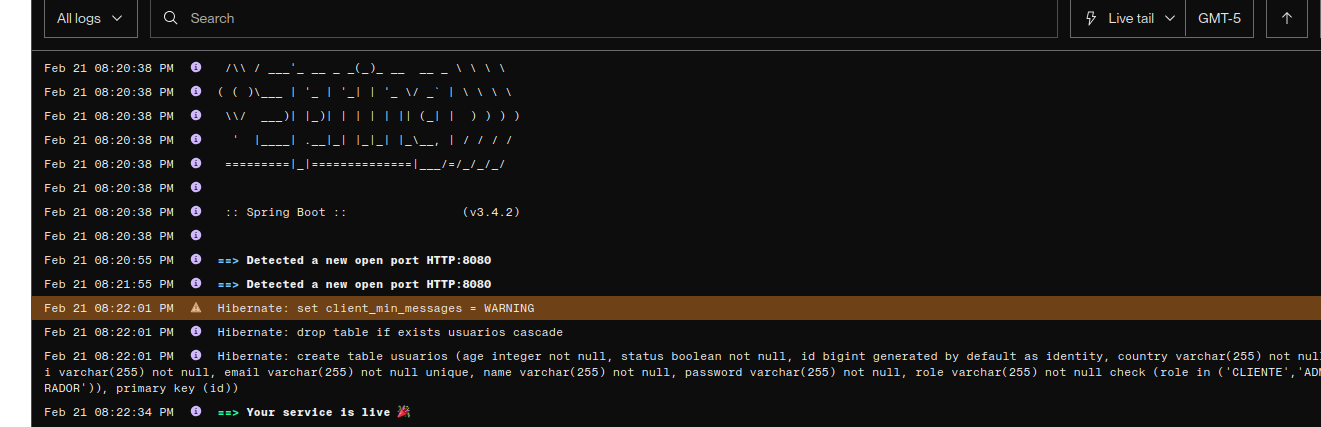 All logs Search Live tail GMT-5
Feb 21 08:20:38 PM /\\ / ___'_ __ _ _(_)_ __  __ _ \ \ \ \
Feb 21 08:20:38 PM ( ( )\___ | '_ | '_| | '_ \/ _` | \ \ \ \
Feb 21 08:20:38 PM \\/  ___)| |_)| | | | | || (_| |  ) ) ) )
Feb 21 08:20:38 PM '  |____| .__|_| |_|_| |_\__, | / / / /
Feb 21 08:20:38 PM =========|_|==============|___/=/_/_/_/
Feb 21 08:20:38 PM
Feb 21 08:20:38 PM :: Spring Boot ::                (v3.4.2)
Feb 21 08:20:38 PM
Feb 21 08:20:55 PM ==> Detected a new open port HTTP:8080
Feb 21 08:21:55 PM ==> Detected a new open port HTTP:8080
Feb 21 08:22:01 PM Hibernate: set client_min_messages = WARNING
Feb 21 08:22:01 PM Hibernate: drop table if exists usuarios cascade
Feb 21 08:22:01 PM Hibernate: create table usuarios (age integer not null, status boolean not null, id bigint generated by default as identity, country varchar(255) not nul
i varchar(255) not null, email varchar(255) not null unique, name varchar(255) not null, password varchar(255) not null, role varchar(255) not null check (role in ('CLIENTE','AD
RADOR')), primary key (id))
Feb 21 08:22:34 PM ==> Your service is live 🎉